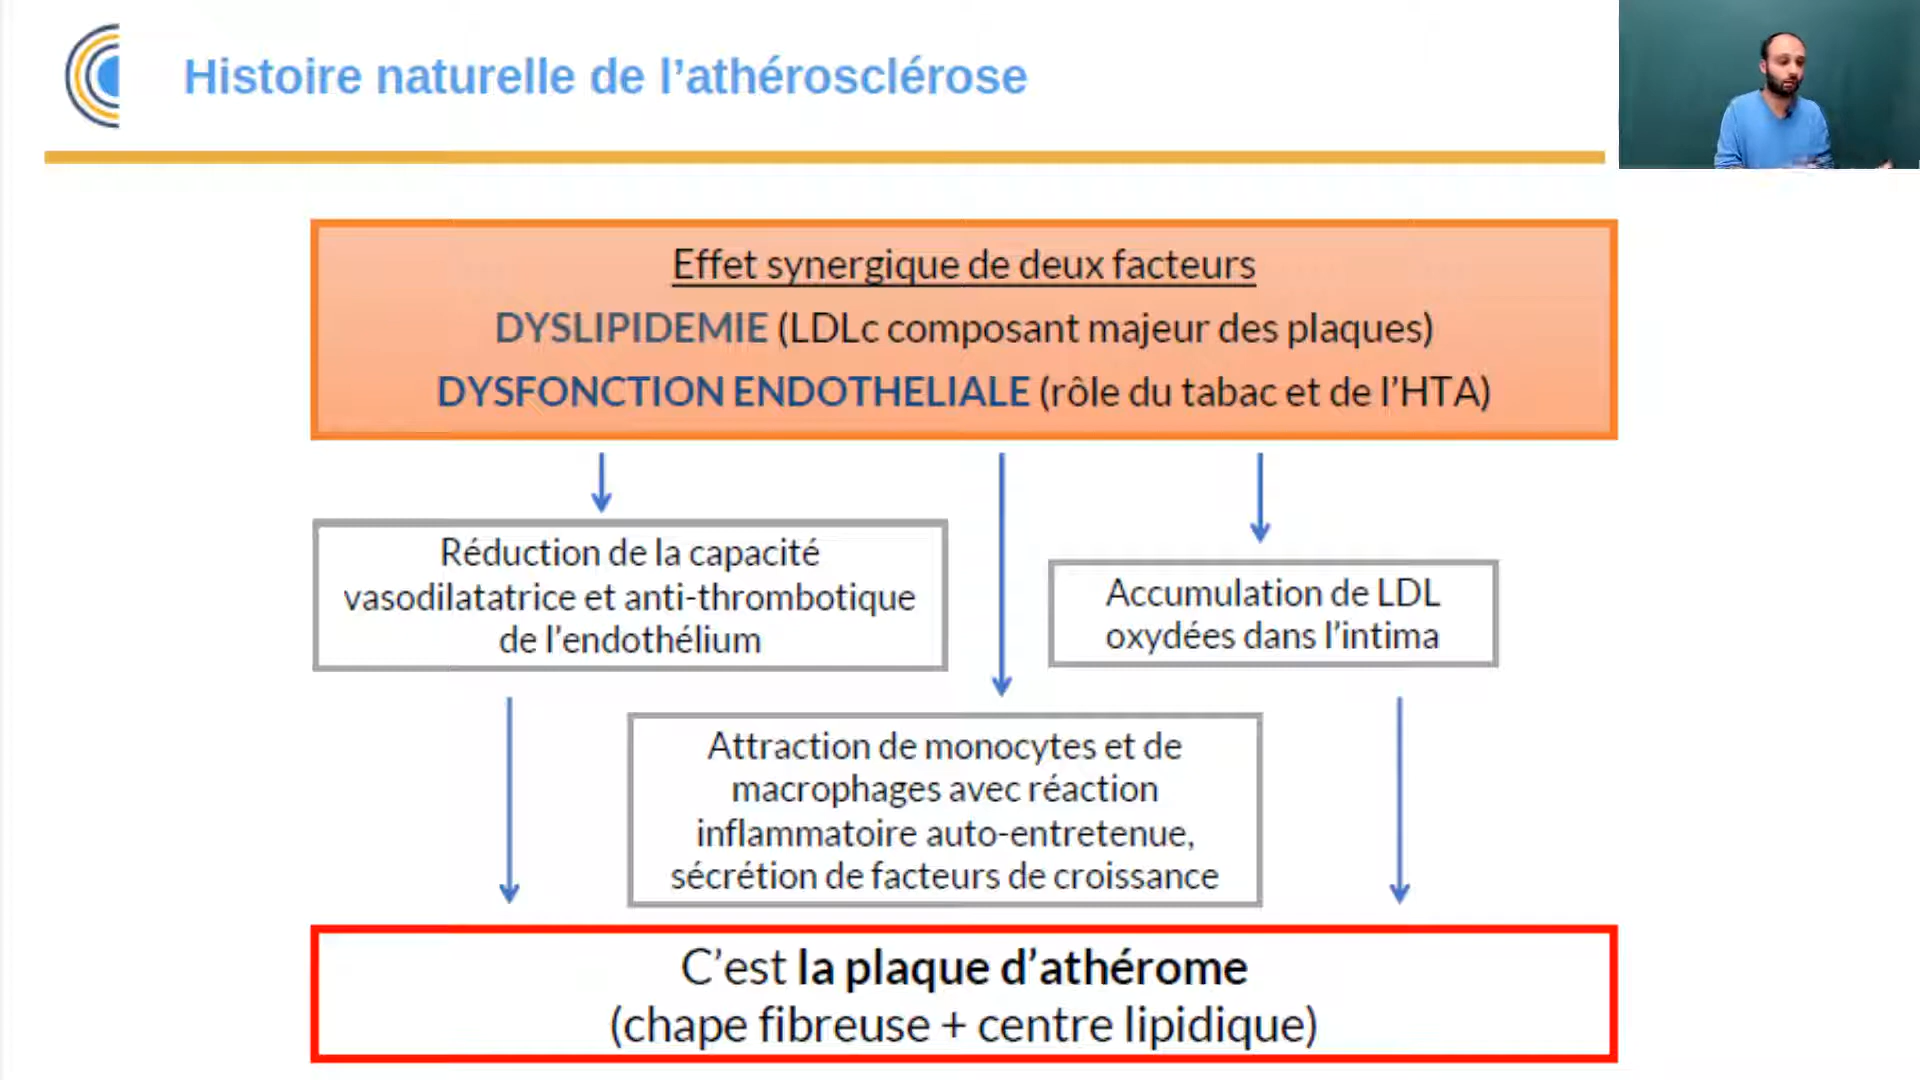 Histoire naturelle de l’athérosclérose
Effet synergique de deux facteurs
DYSLIPIDEMIE (LDLc composant majeur des plaques)
DYSFONCTION ENDOTHELIALE (rôle du tabac et de l’HTA)
Réduction de la capacité
vasodilatatrice et anti-thrombotique
de l’endothélium
Accumulation de LDL
oxydées dans l’intima
Attraction de monocytes et de
macrophages avec réaction
inflammatoire auto-entretenue,
sécrétion de facteurs de croissance
C’est la plaque d’athérome
(chape fibreuse + centre lipidique)